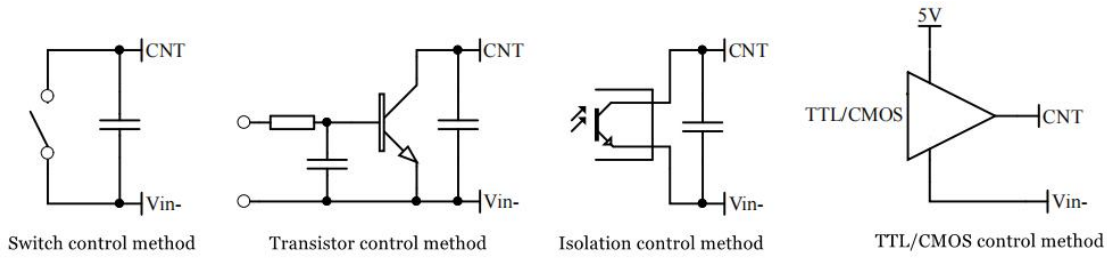 CNT
Vin-
Switch control method
CNT
Vin-
Transistor control method
CNT
Vin-
Isolation control method
5V
TTL/CMOS
CNT
Vin-
TTL/CMOS control method